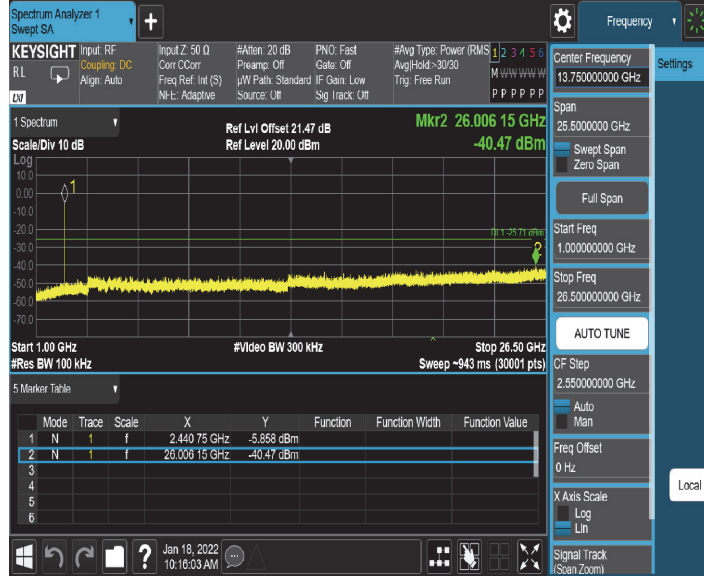 Spectrum Analyzer 1
Swept SA
+
Frequency
KEYSIGHT
RL
LXI
Input: RF
Coupling: DC
Align: Auto
Input Z: 50 Ω
Corr CCorr
Freq Ref: Int (S)
NFE: Adaptive
#Atten: 20 dB
Preamp: Off
µW Path: Standard
Source: Off
PNO: Fast
Gate: Off
IF Gain: Low
Sig Track: Off
#Avg Type: Power (RMS
Avg|Hold:>30/30
Trig: Free Run
1 2 3 4 5 6
M W W W W W
P P P P P P
1 Spectrum
Scale/Div 10 dB
Ref Lvl Offset 21.47 dB
Ref Level 20.00 dBm
Mkr2 26.006 15 GHz
-40.47 dBm
Log
10.0
0.00
-10.0
-20.0
-30.0
-40.0
-50.0
-60.0
-70.0
1
DL1 -25.71 dBm
2
Start 1.00 GHz
#Res BW 100 kHz
#Video BW 300 kHz
Stop 26.50 GHz
Sweep ~943 ms (30001 pts)
5 Marker Table
Mode Trace Scale X Y Function Function Width Function Value
1 N 1 f 2.440 75 GHz -5.858 dBm
2 N 1 f 26.006 15 GHz -40.47 dBm
3
4
5
6
?
Jan 18, 2022
10:16:03 AM
Center Frequency
13.750000000 GHz
Span
25.5000000 GHz
Swept Span
Zero Span
Full Span
Start Freq
1.000000000 GHz
Stop Freq
26.500000000 GHz
AUTO TUNE
CF Step
2.550000000 GHz
Auto
Man
Freq Offset
0 Hz
X Axis Scale
Log
Lin
Signal Track
(Span Zoom)
Settings
Local